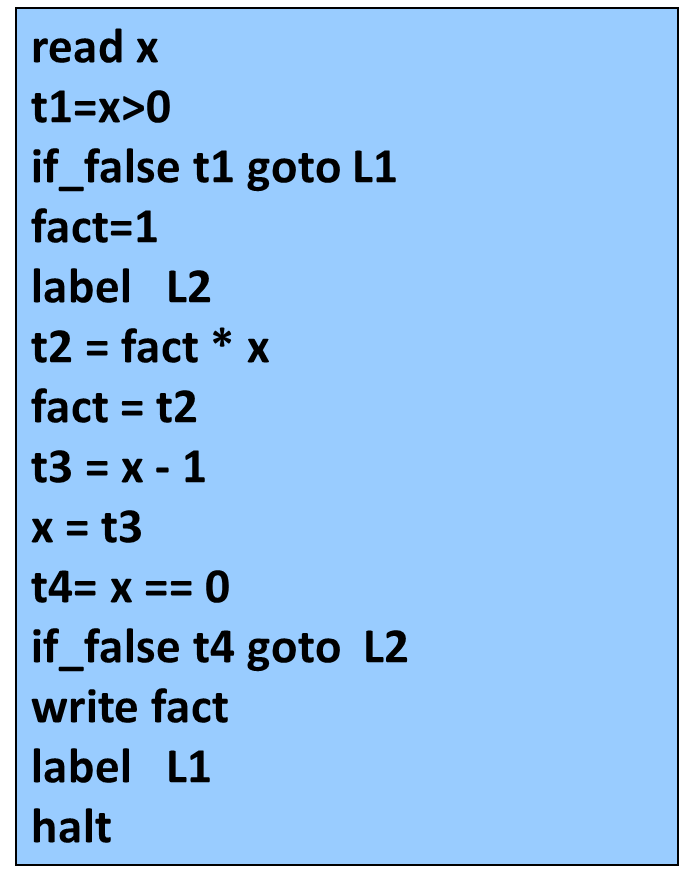 read x
t1=x>0
if_false t1 goto L1
fact=1
label   L2
t2 = fact * x
fact = t2
t3 = x - 1
x = t3
t4= x == 0
if_false t4 goto  L2
write fact
label   L1
halt